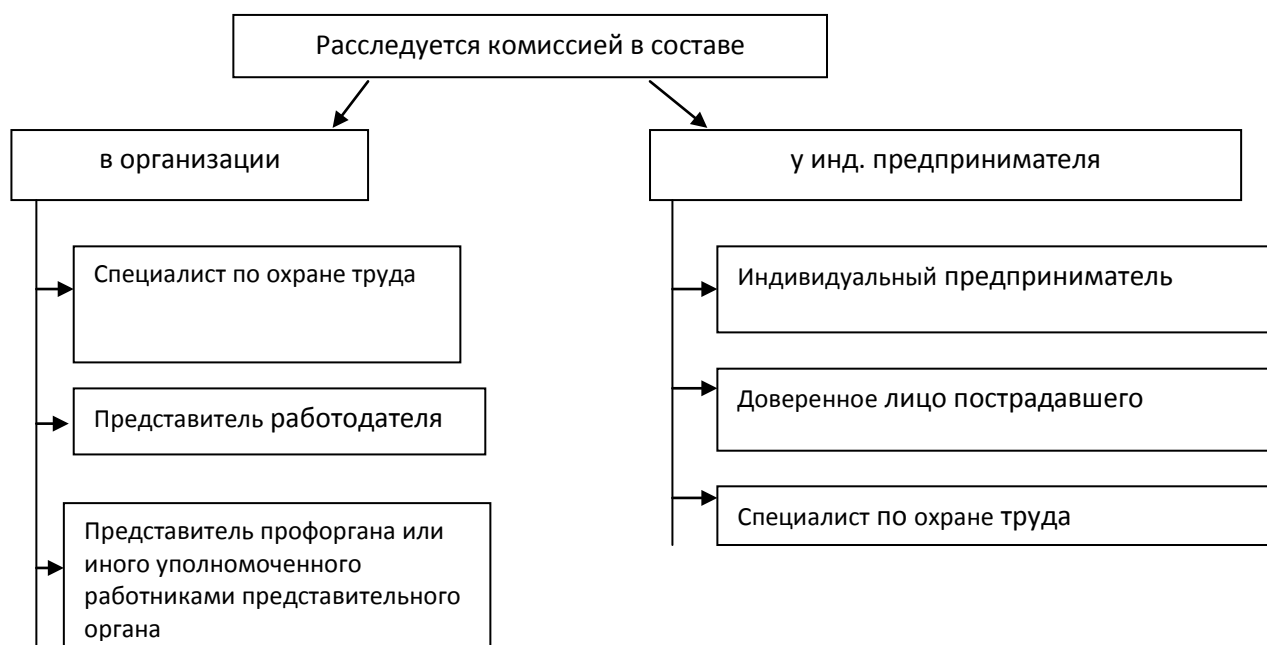 Расследуется комиссией в составе
в организации
у инд. предпринимателя
Специалист по охране труда
Представитель работодателя
Представитель профоргана или
иного уполномоченного
работниками представительного
органа
Индивидуальный предприниматель
Доверенное лицо пострадавшего
Специалист по охране труда